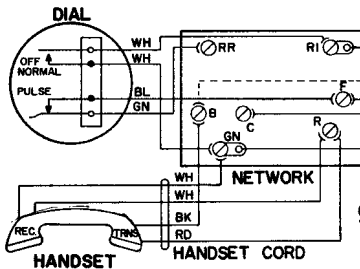 DIAL
WH
RR
RI
OFF
NORMAL
WH
PULSE
BL
F
GN
B
C
R
GN
WH
NETWORK
WH
BK
REC.
TRNS
RD
HANDSET
HANDSET CORD